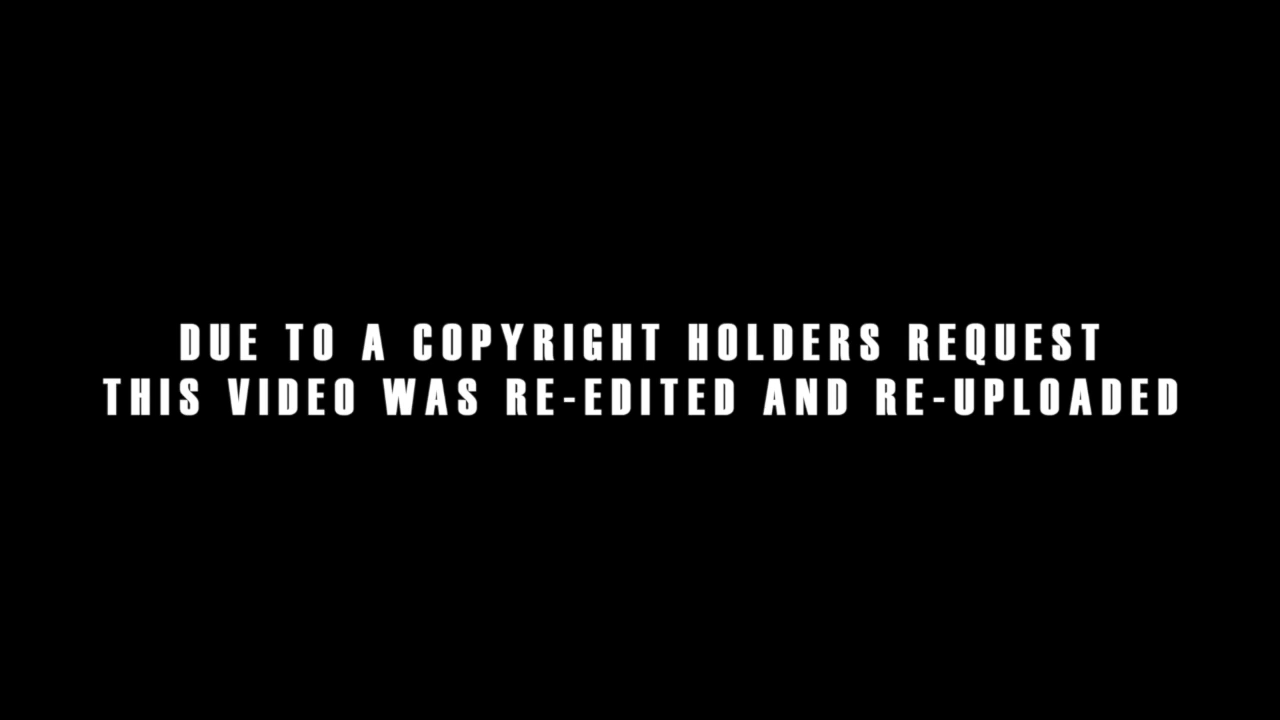 DUE TO A COPYRIGHT HOLDERS REQUEST
THIS VIDEO WAS RE-EDITED AND RE-UPLOADED